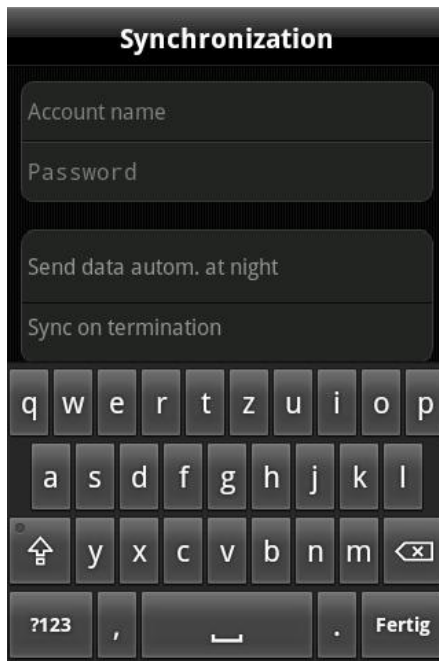 Synchronization
Account name
Password
Send data autom. at night
Sync on termination
q w e r t z u i o p
a s d f g h j k l
y x c v b n m
?123 , . Fertig